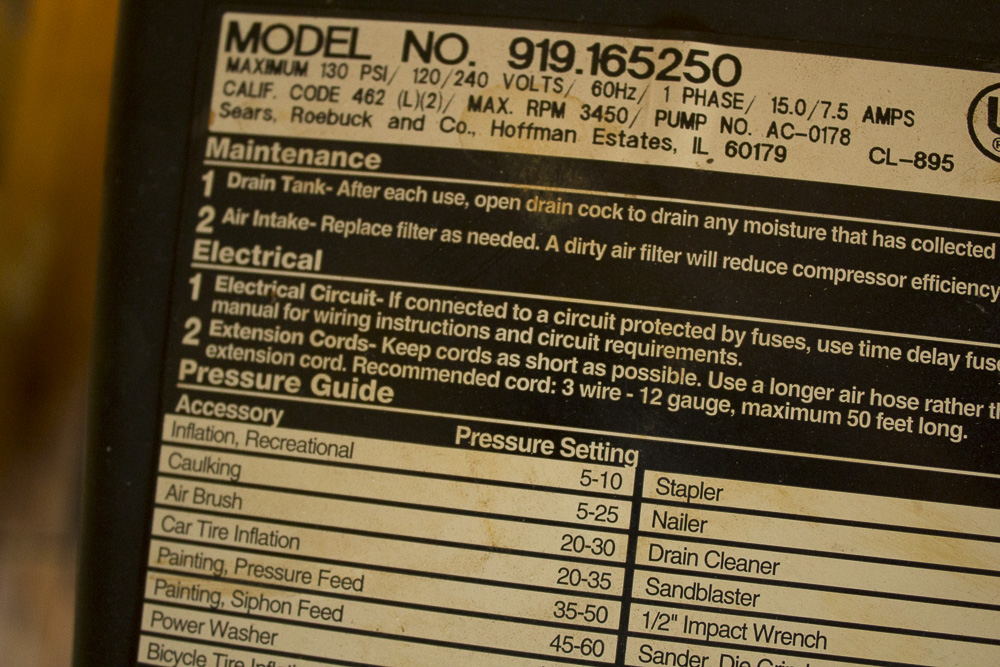 MODEL NO. 919.165250
MAXIMUM 130 PSI/ 120/240 VOLTS/ 60Hz/ 1 PHASE/ 15.0/7.5 AMPS
CALIF. CODE 462 (L)(2)/ MAX. RPM 3450/ PUMP NO. AC-0178
Sears, Roebuck and Co., Hoffman Estates, IL 60179 CL-895
Maintenance
1 Drain Tank- After each use, open drain cock to drain any moisture that has collected
2 Air Intake- Replace filter as needed. A dirty air filter will reduce compressor efficiency
Electrical
1 Electrical Circuit- If connected to a circuit protected by fuses, use time delay fuse
manual for wiring instructions and circuit requirements.
2 Extension Cords- Keep cords as short as possible. Use a longer air hose rather
extension cord. Recommended cord: 3 wire - 12 gauge, maximum 50 feet long.
Pressure Guide
Accessory Pressure Setting
Inflation, Recreational 5-10 Stapler
Caulking 5-25 Nailer
Air Brush 20-30 Drain Cleaner
Car Tire Inflation 20-35 Sandblaster
Painting, Pressure Feed 35-50 1/2" Impact Wrench
Painting, Siphon Feed 45-60 Sander, Die
Power Washer
Bicycle Tire